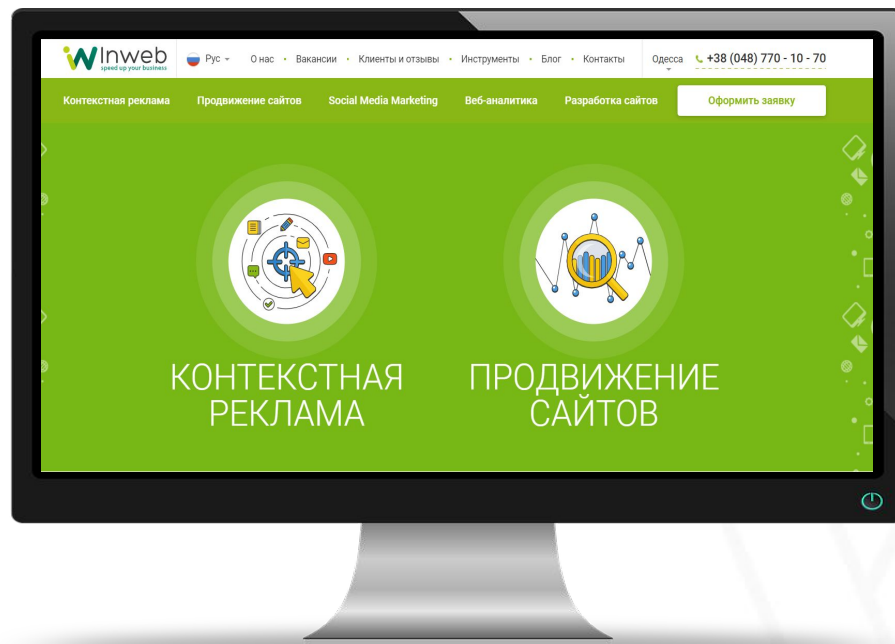 Inweb
speed up your business
Рус
О нас • Вакансии • Клиенты и отзывы • Инструменты • Блог • Контакты
Одесса
+38 (048) 770 - 10 - 70
Контекстная реклама
Продвижение сайтов
Social Media Marketing
Веб-аналитика
Разработка сайтов
Оформить заявку
КОНТЕКСТНАЯ
РЕКЛАМА
ПРОДВИЖЕНИЕ
САЙТОВ